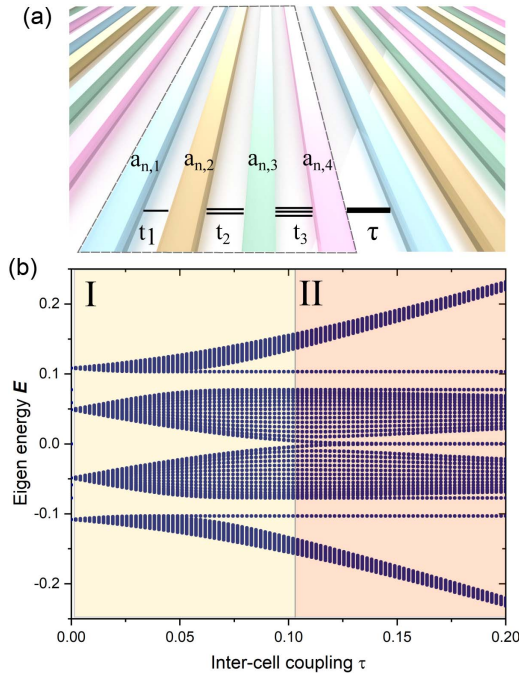 (a)
a_{n,1} a_{n,2} a_{n,3} a_{n,4}
t_1 t_2 t_3 τ
(b)
I II
0.2
0.1
0.0
-0.1
-0.2
Eigen energy E
0.00 0.05 0.10 0.15 0.20
Inter-cell coupling τ